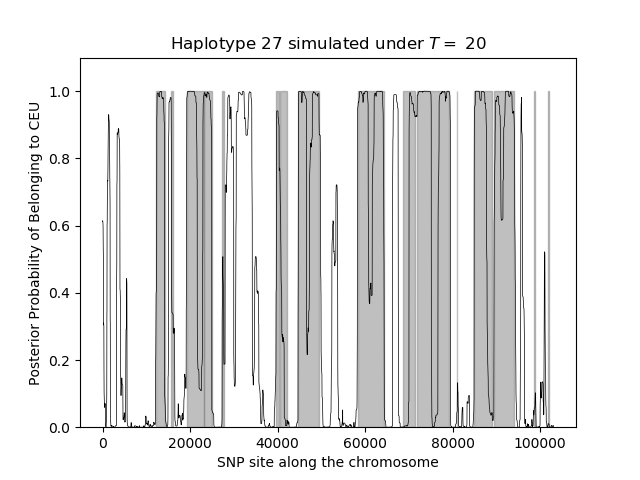 Haplotype 27 simulated under T = 20
Posterior Probability of Belonging to CEU
1.0
0.8
0.6
0.4
0.2
0.0
0 20000 40000 60000 80000 100000
SNP site along the chromosome